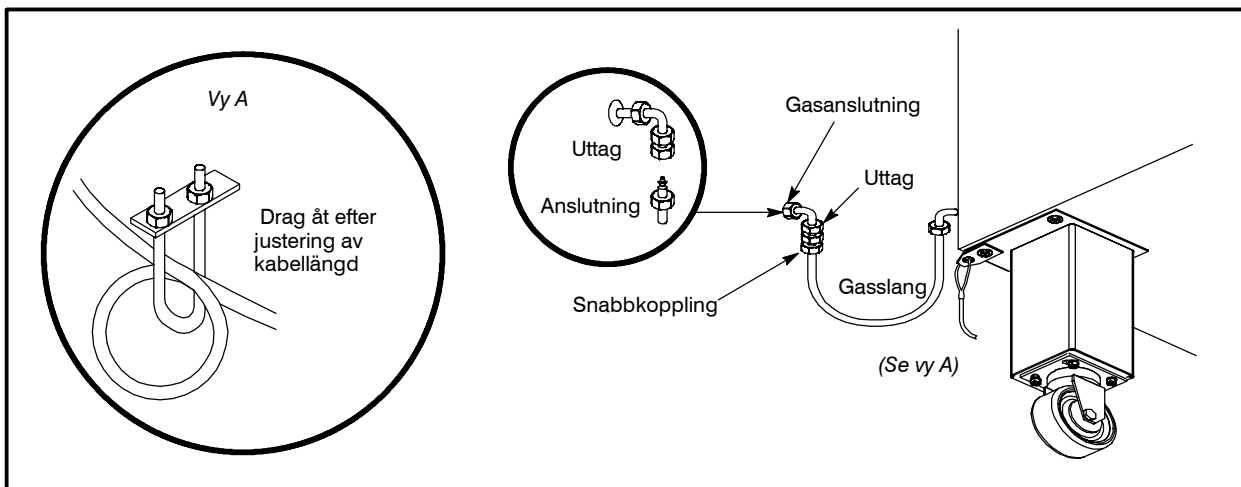 Vy A
Drag åt efter
justering av
kabellängd
Uttag
Anslutning
Gasanslutning
Uttag
Snabbkoppling
Gasslang
(Se vy A)